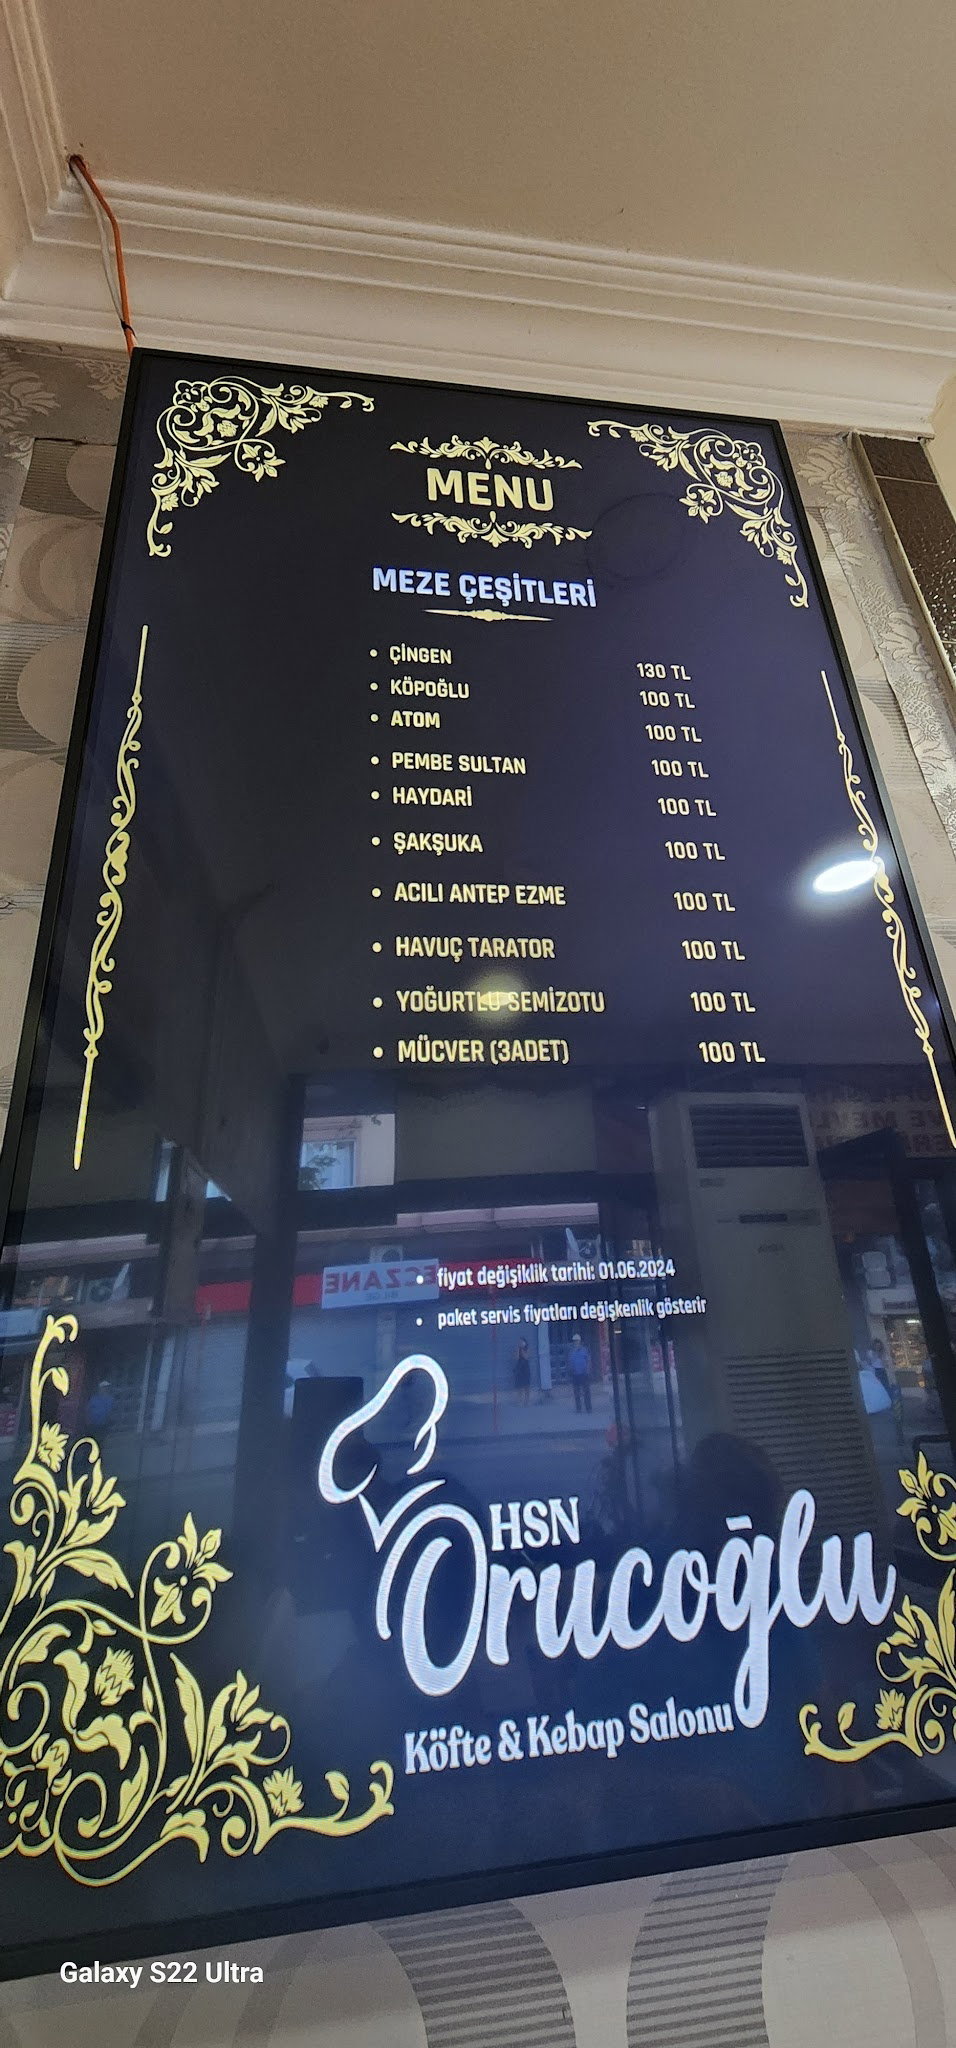 MENU
MEZE ÇEŞİTLERİ
• ÇİNGEN 130 TL
• KÖPOĞLU 100 TL
• ATOM 100 TL
• PEMBE SULTAN 100 TL
• HAYDARİ 100 TL
• ŞAKŞUKA 100 TL
• ACILI ANTEP EZME 100 TL
• HAVUÇ TARATOR 100 TL
• YOĞURTLU SEMİZOTU 100 TL
• MÜCVER (3ADET) 100 TL
ECZANE
BİLGE
• fiyat değişiklik tarihi: 01.06.2024
• paket servis fiyatları değişkenlik gösterir
HSN
Orucoğlu
Köfte & Kebap Salonu
Galaxy S22 Ultra